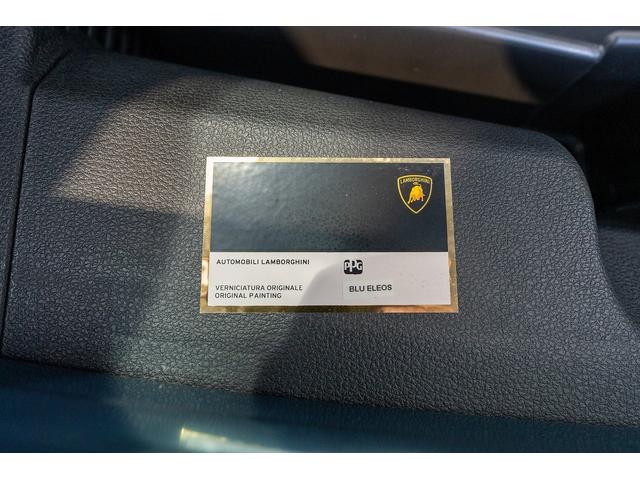 LAMBORGHINI
AUTOMOBILI LAMBORGHINI
PPG
VERNICIATURA ORIGINALE
ORIGINAL PAINTING
BLU ELEOS